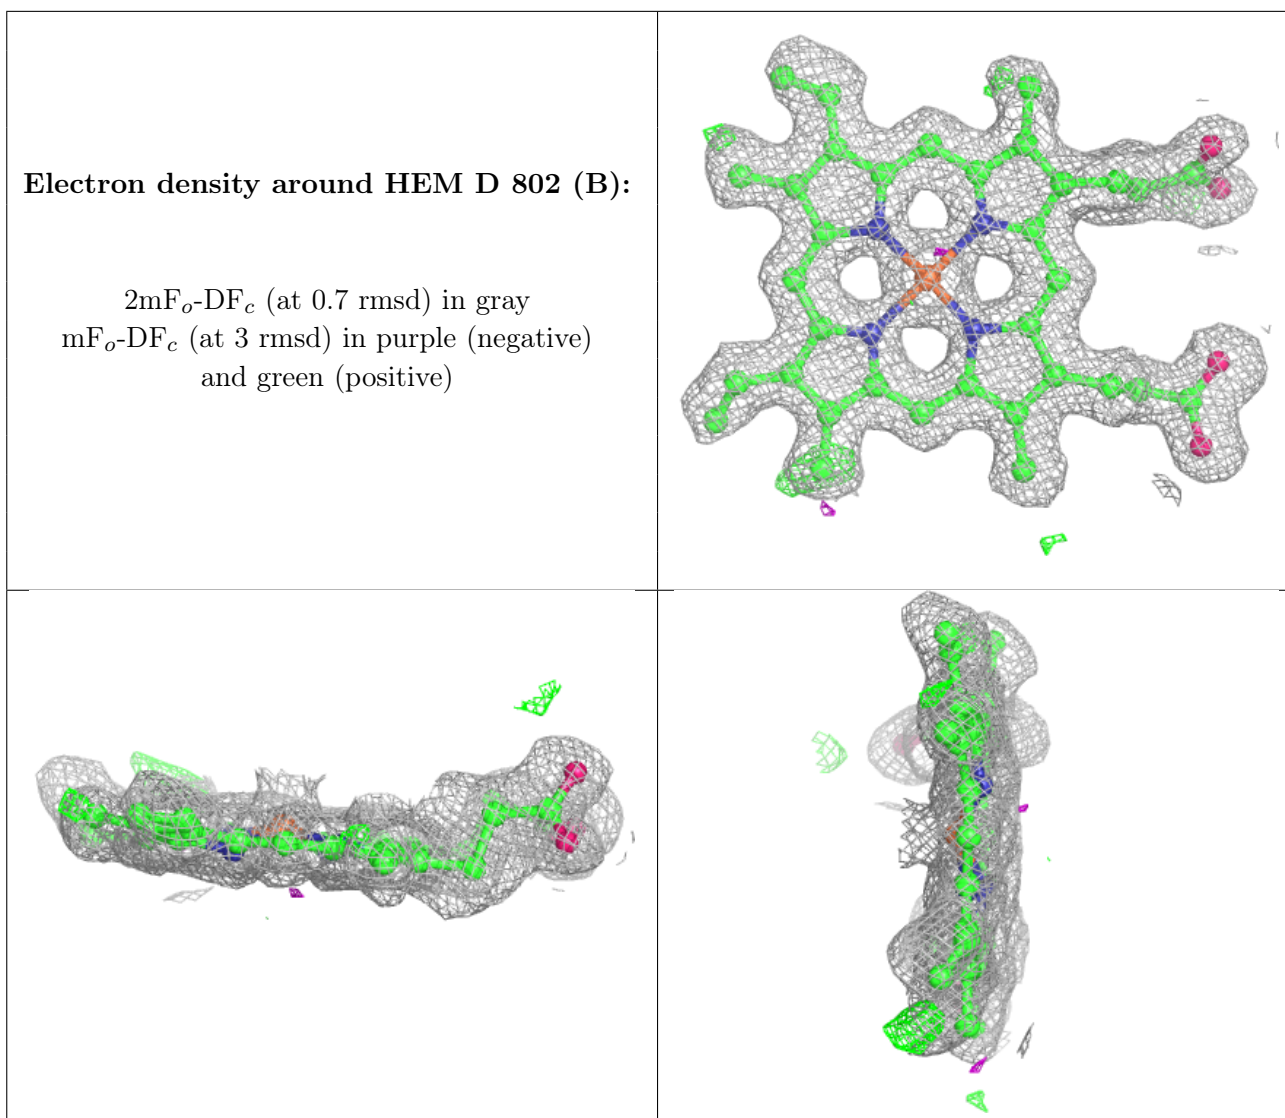 Electron density around HEM D 802 (B):
2mFo-DFc (at 0.7 rmsd) in gray
mFo-DFc (at 3 rmsd) in purple (negative)
and green (positive)